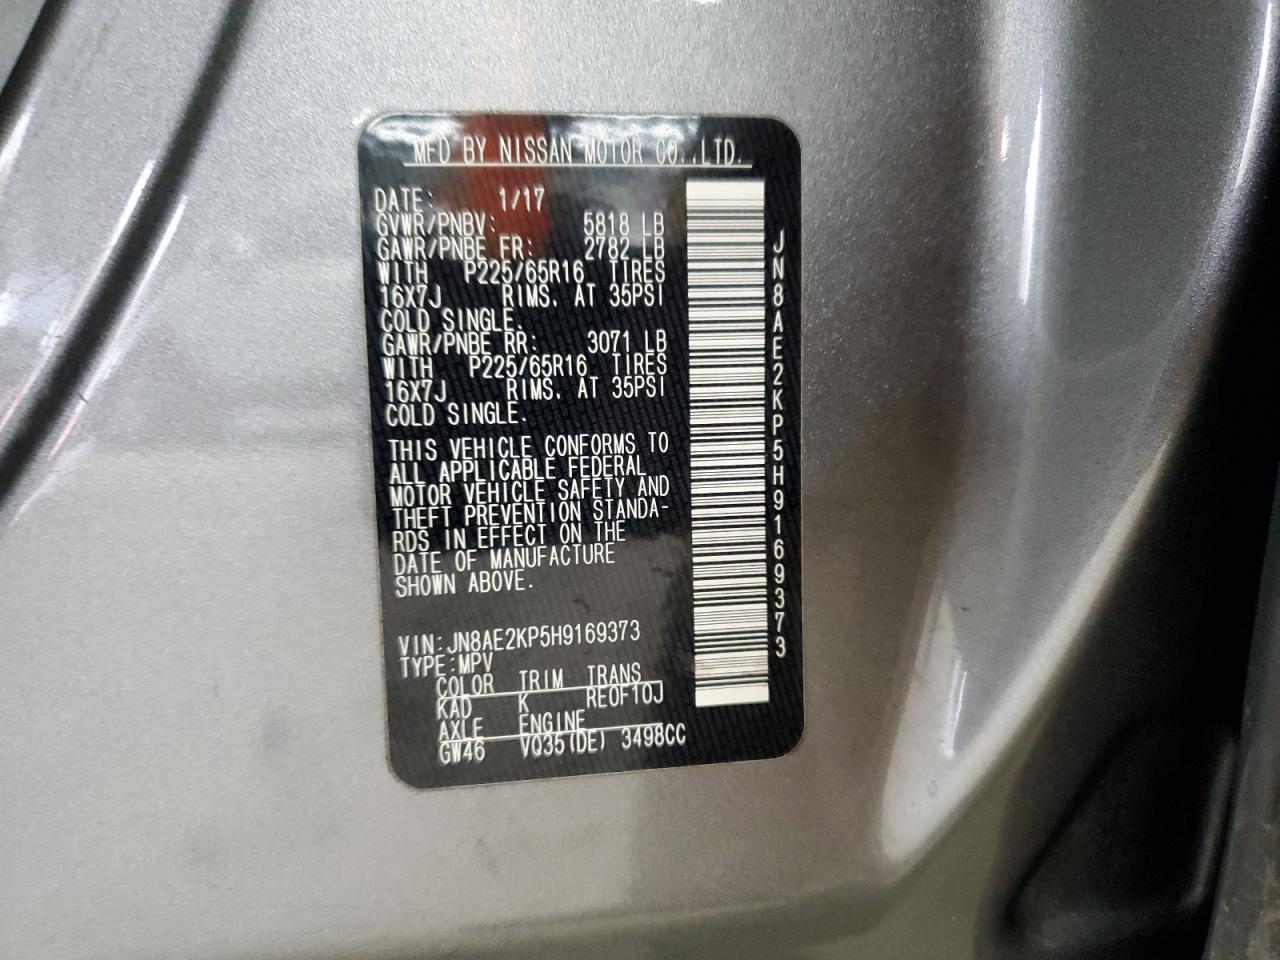 MFD BY NISSAN MOTOR CO.,LTD.
DATE: 1/17
GVWR/PNBV: 5818 LB
GAWR/PNBE FR: 2782 LB
WITH P225/65R16 TIRES
16X7J RIMS. AT 35PSI
COLD SINGLE.
GAWR/PNBE RR: 3071 LB
WITH P225/65R16 TIRES
16X7J RIMS. AT 35PSI
COLD SINGLE.
THIS VEHICLE CONFORMS TO
ALL APPLICABLE FEDERAL
MOTOR VEHICLE SAFETY AND
THEFT PREVENTION STANDA-
RDS IN EFFECT ON THE
DATE OF MANUFACTURE
SHOWN ABOVE.
VIN:JN8AE2KP5H9169373
TYPE:MPV
COLOR TRIM TRANS
KAD K RE0F10J
AXLE ENGINE
GW46 VQ35(DE) 3498CC
JN8AE2KP5H9169373